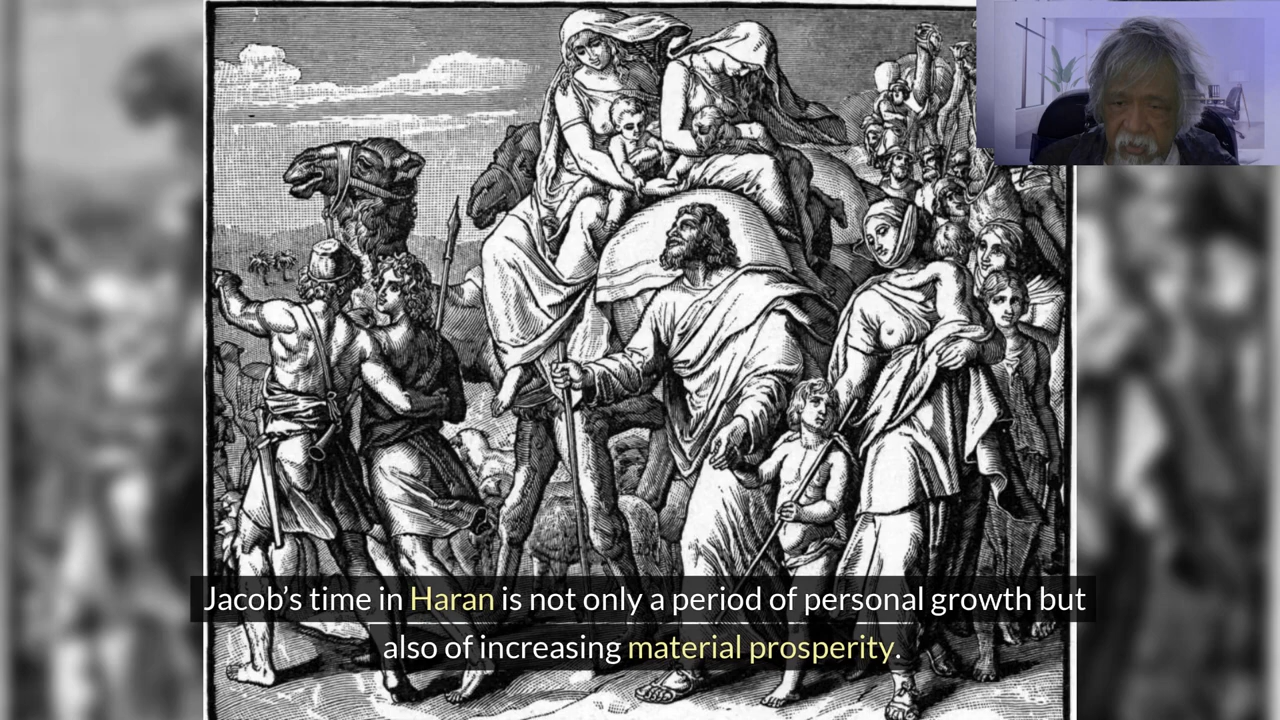 Jacob’s time in Haran is not only a period of personal growth but
also of increasing material prosperity.